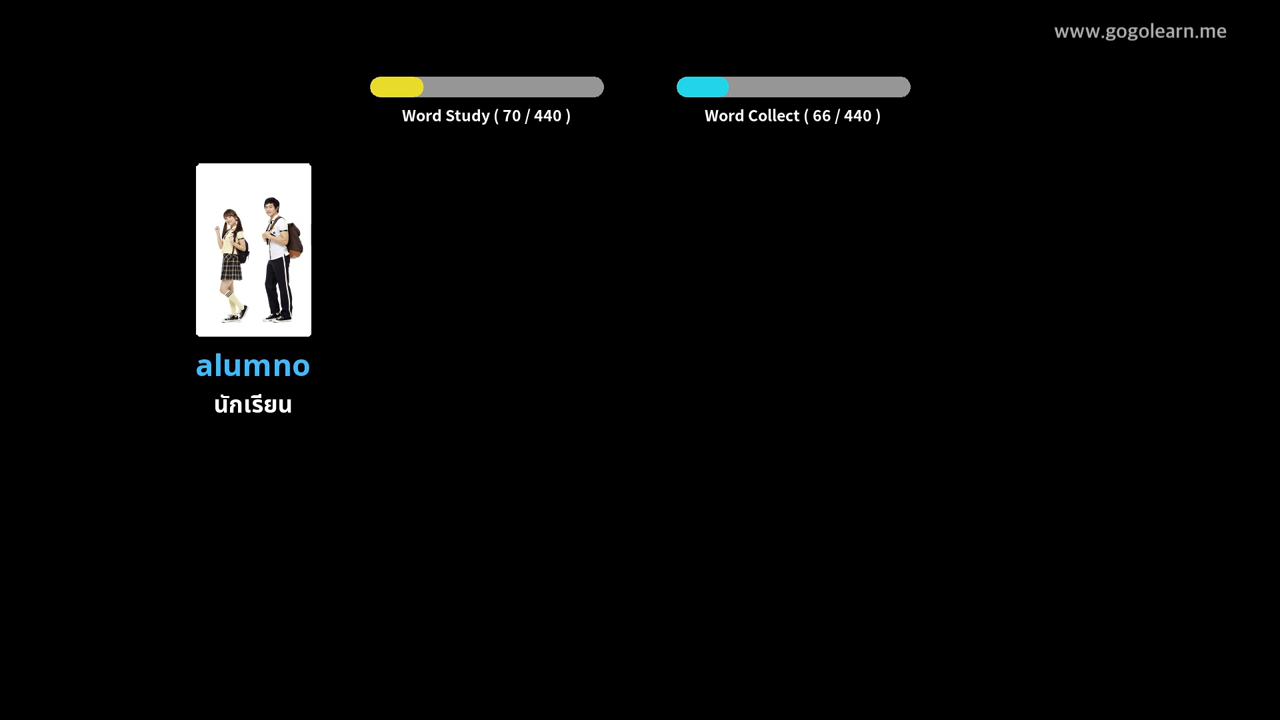 www.gogolearn.me
Word Study ( 70 / 440 )
Word Collect ( 66 / 440 )
alumno
นักเรียน